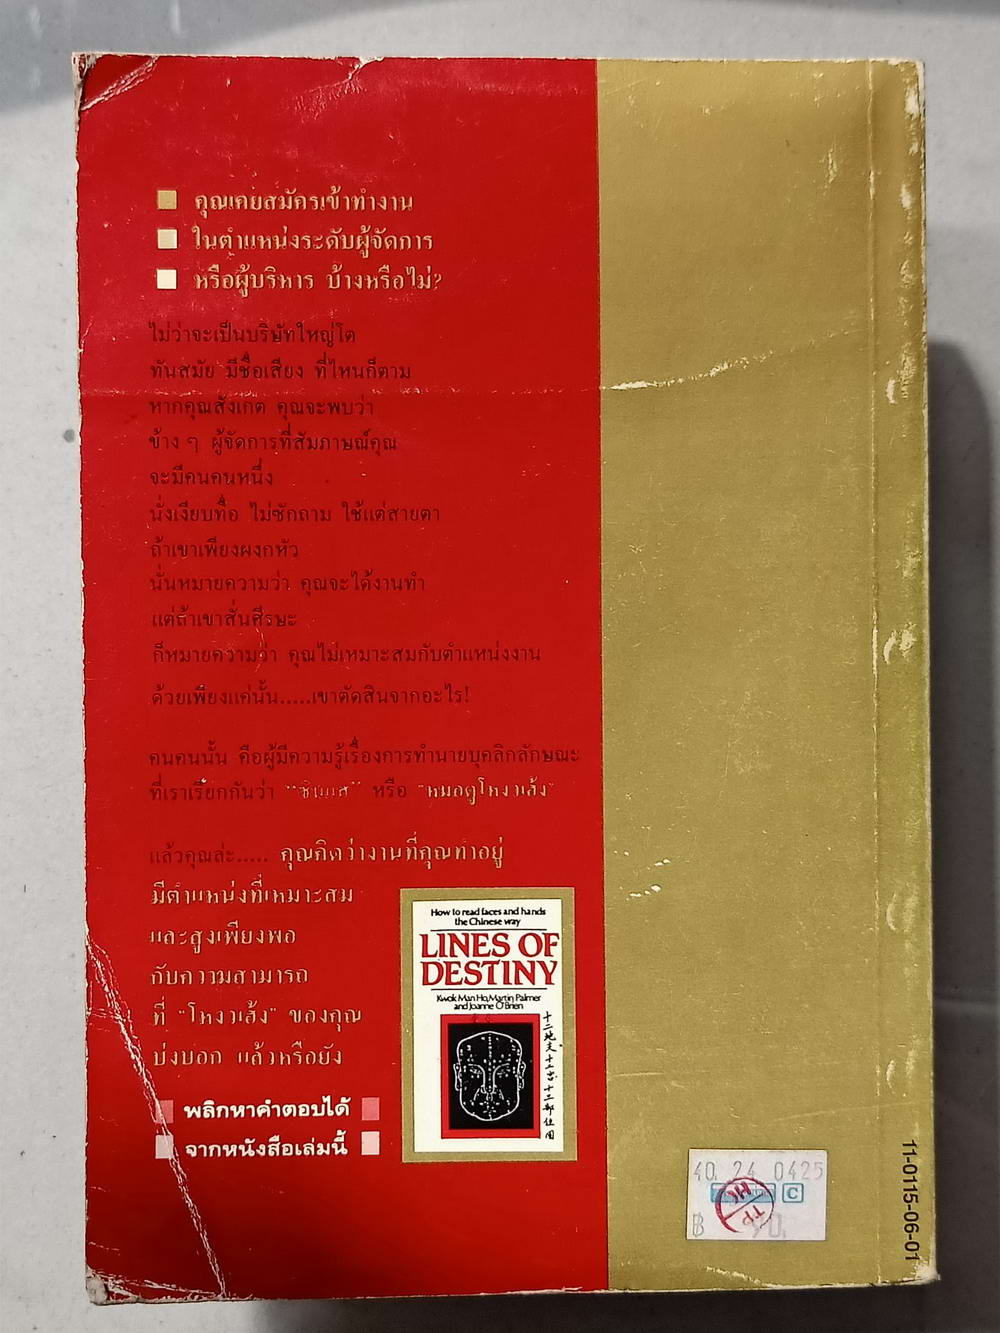 คุณเคยสมัครเข้าทำงาน
ในตำแหน่งระดับผู้จัดการ
หรือผู้บริหาร บ้างหรือไม่?
ไม่ว่าจะเป็นบริษัทใหญ่โต
ทันสมัย มีชื่อเสียง ที่ไหนก็ตาม
หากคุณสังเกต คุณจะพบว่า
ข้าง ๆ ผู้จัดการที่สัมภาษณ์คุณ
จะมีคนคนหนึ่ง
นั่งเงียบทื่อ ไม่ซักถาม ใช้แต่สายตา
ถ้าเขาเพียงผงกหัว
นั่นหมายความว่า คุณจะได้งานทำ
แต่ถ้าเขาสั่นศีรษะ
ก็หมายความว่า คุณไม่เหมาะสมกับตำแหน่งงาน
ด้วยเพียงแค่นั้น.....เขาตัดสินจากอะไร!
คนคนนั้น คือผู้มีความรู้เรื่องการทำนายบุคลิกลักษณะ
ที่เราเรียกกันว่า "ซินแส" หรือ "หมอดูโหงวเฮ้ง"
แล้วคุณล่ะ..... คุณคิดว่างานที่คุณทำอยู่
มีตำแหน่งที่เหมาะสม
และสูงเพียงพอ
กับความสามารถ
ที่ "โหงวเฮ้ง" ของคุณ
บ่งบอก แล้วหรือยัง
พลิกหาคำตอบได้
จากหนังสือเล่มนี้
How to read faces and hands
the Chinese way
LINES OF
DESTINY
Kwok Man Ho, Martin Palmer
and Joanne O'Brien
十二地支十二宮十二部位図
40. 24 0425
C
TP
HK
฿ 90.
11-0115-06-01